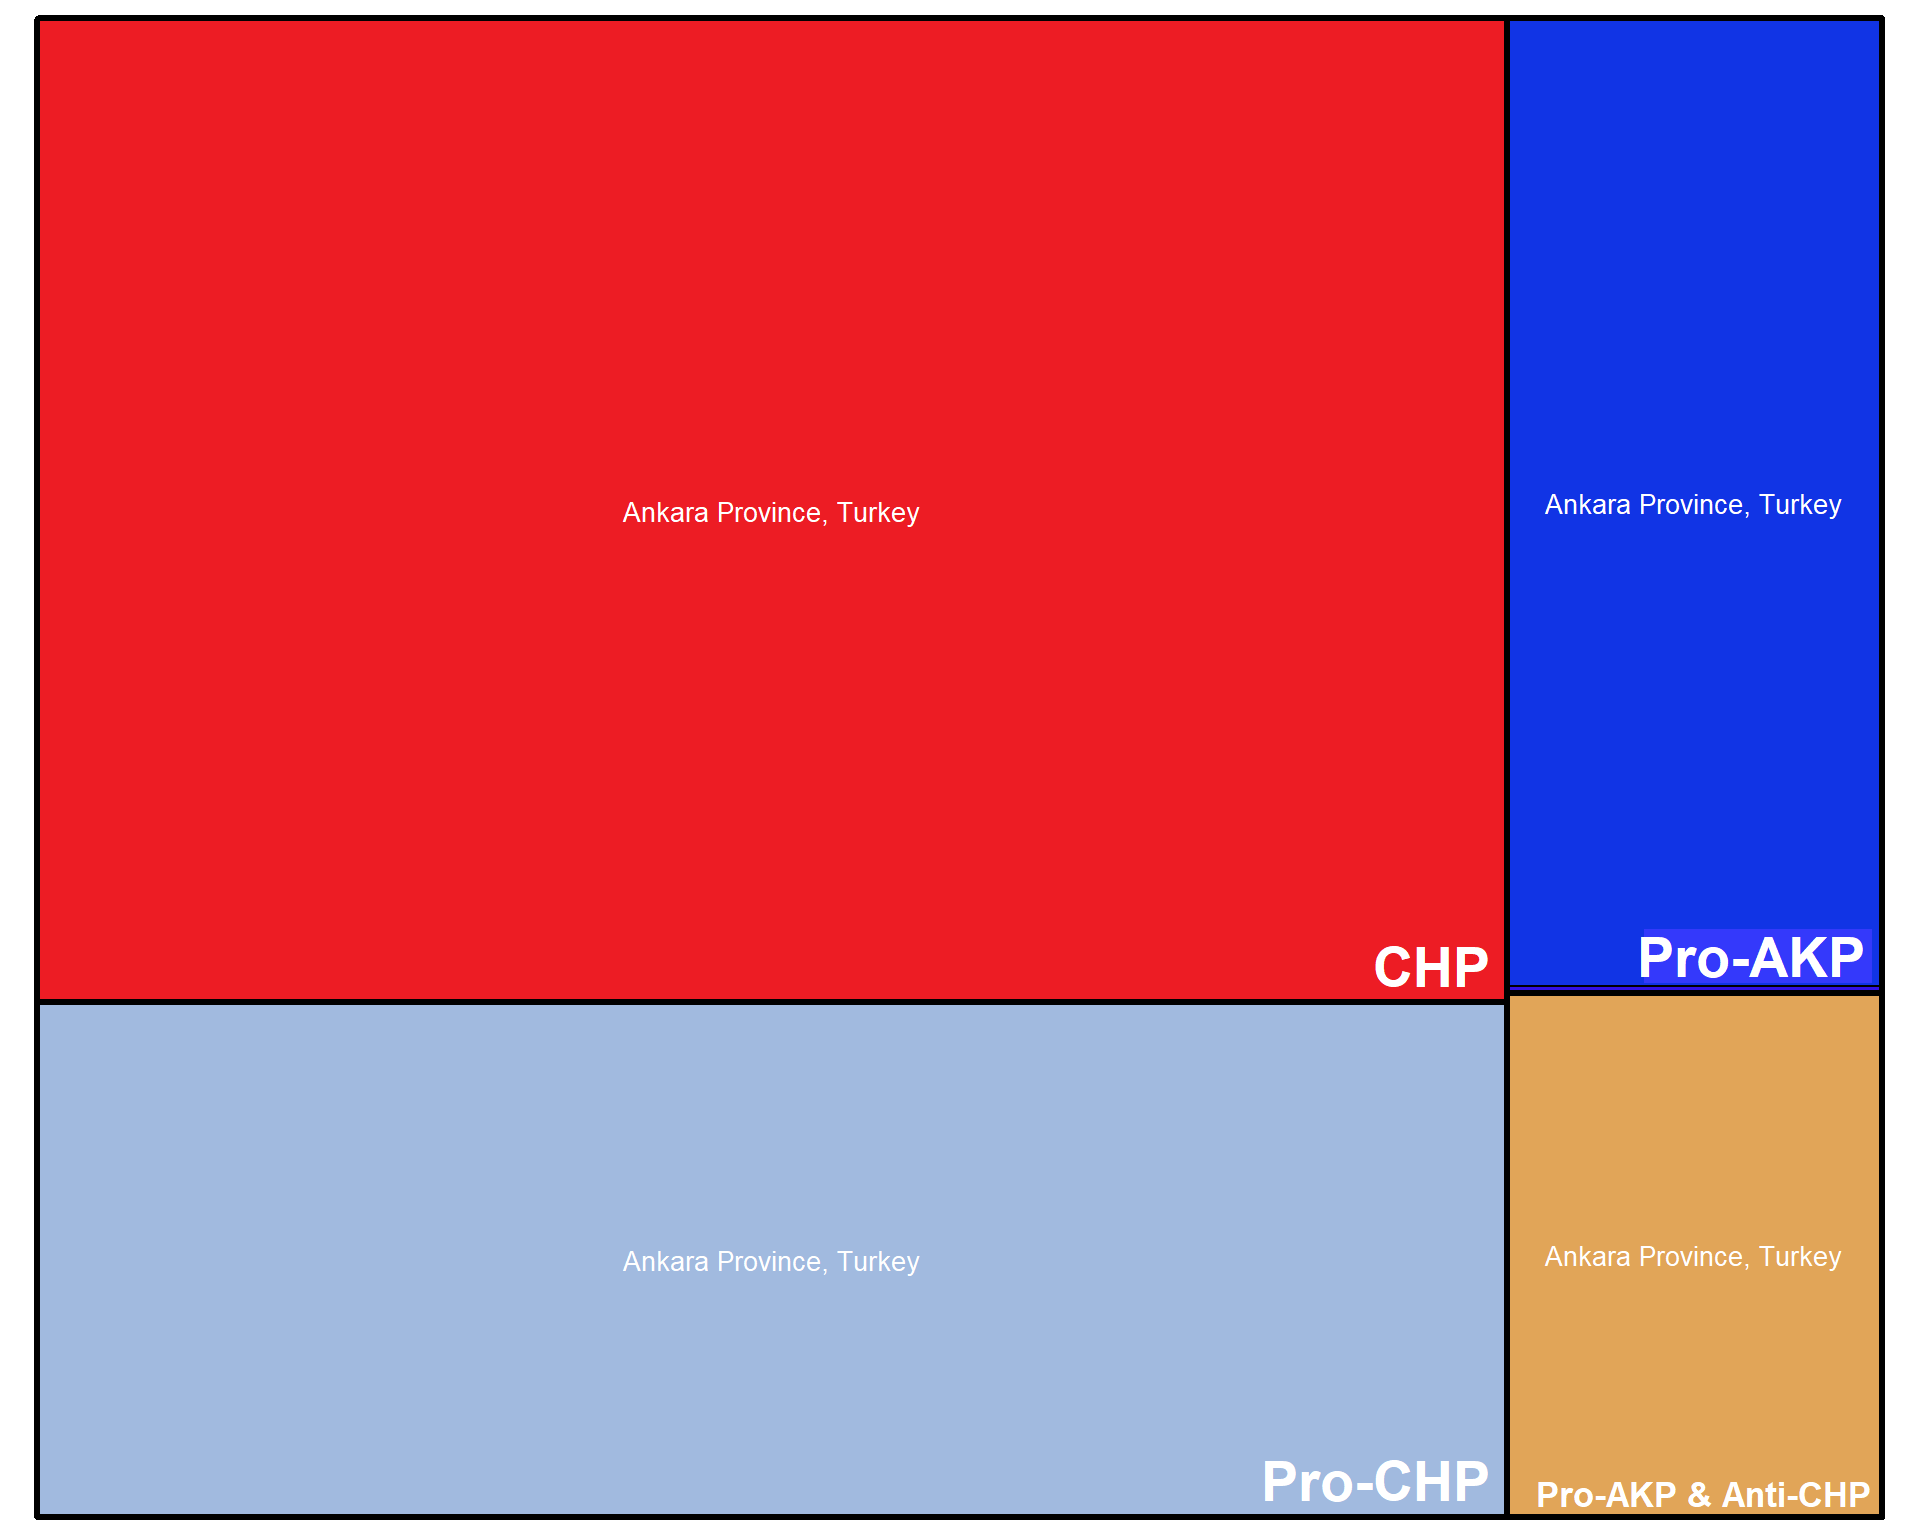 Ankara Province, Turkey
CHP
Ankara Province, Turkey
Pro-AKP
Ankara Province, Turkey
Pro-CHP
Ankara Province, Turkey
Pro-AKP & Anti-CHP